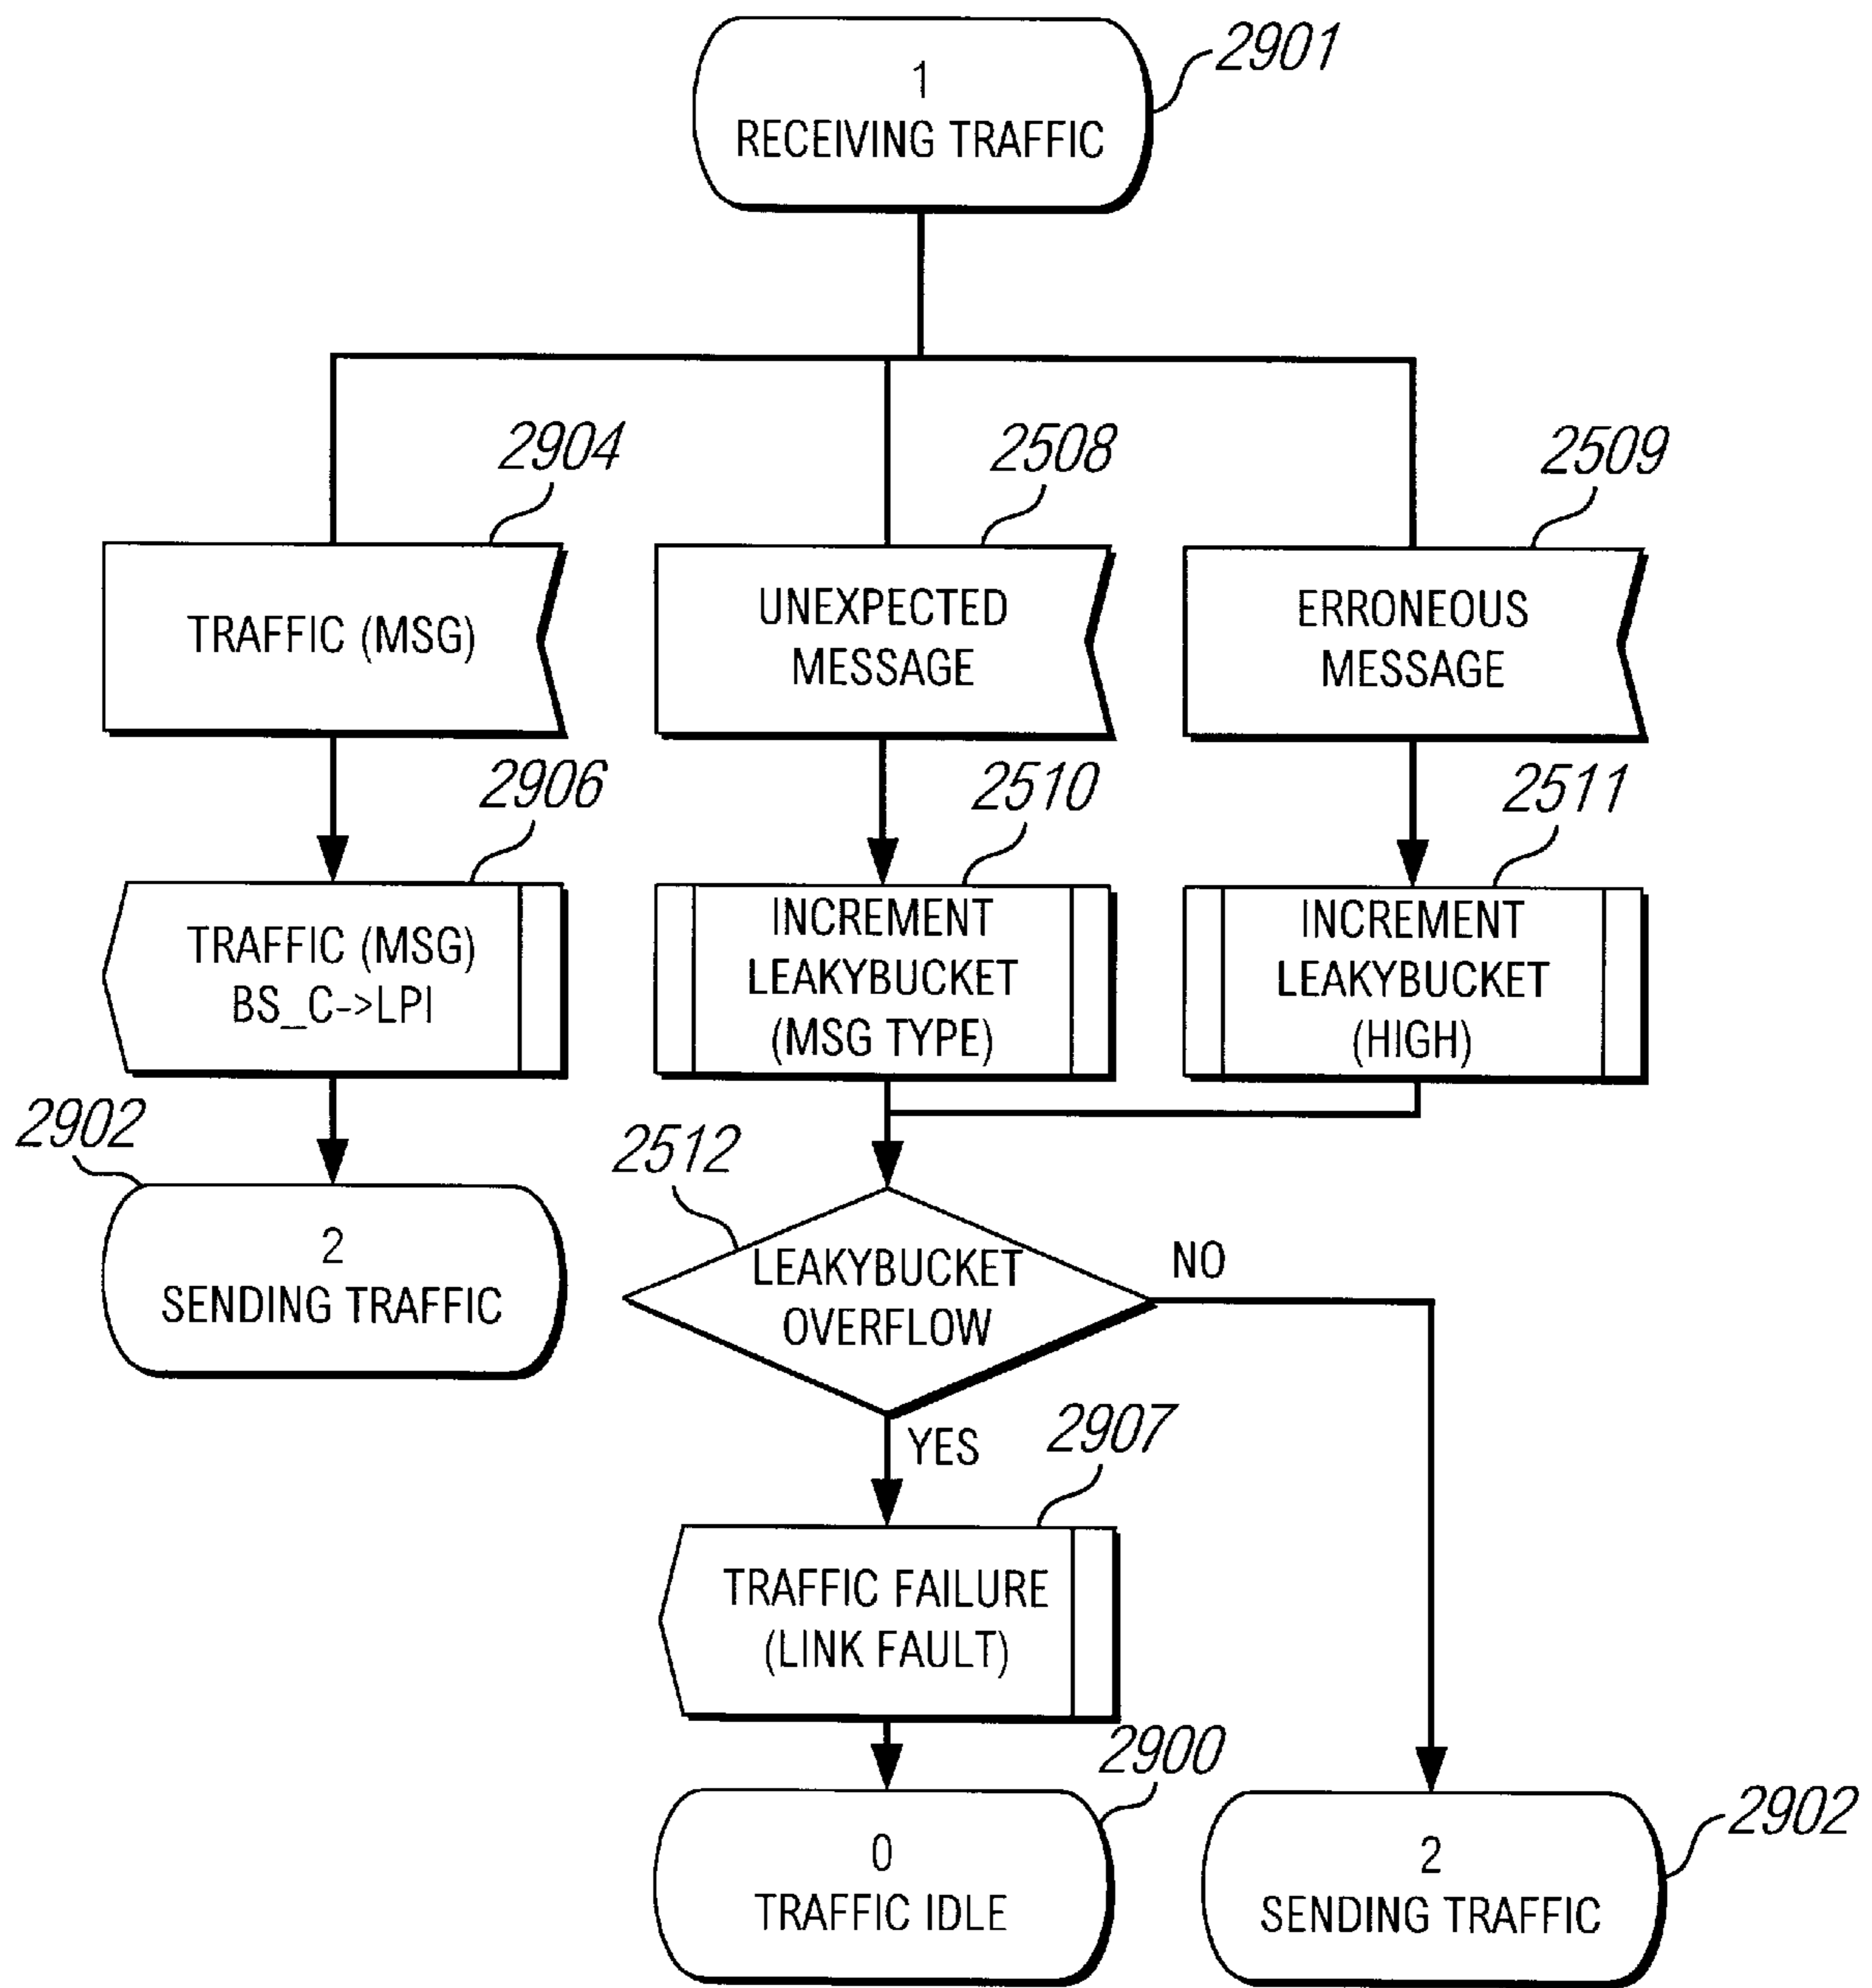 2901
1
RECEIVING TRAFFIC
2904
2508
2509
TRAFFIC (MSG)
UNEXPECTED
MESSAGE
ERRONEOUS
MESSAGE
2906
2510
2511
TRAFFIC (MSG)
BS_C->LPI
INCREMENT
LEAKYBUCKET
(MSG TYPE)
INCREMENT
LEAKYBUCKET
(HIGH)
2902
2
SENDING TRAFFIC
2512
LEAKYBUCKET
OVERFLOW
NO
YES
2907
TRAFFIC FAILURE
(LINK FAULT)
2900
0
TRAFFIC IDLE
2902
2
SENDING TRAFFIC